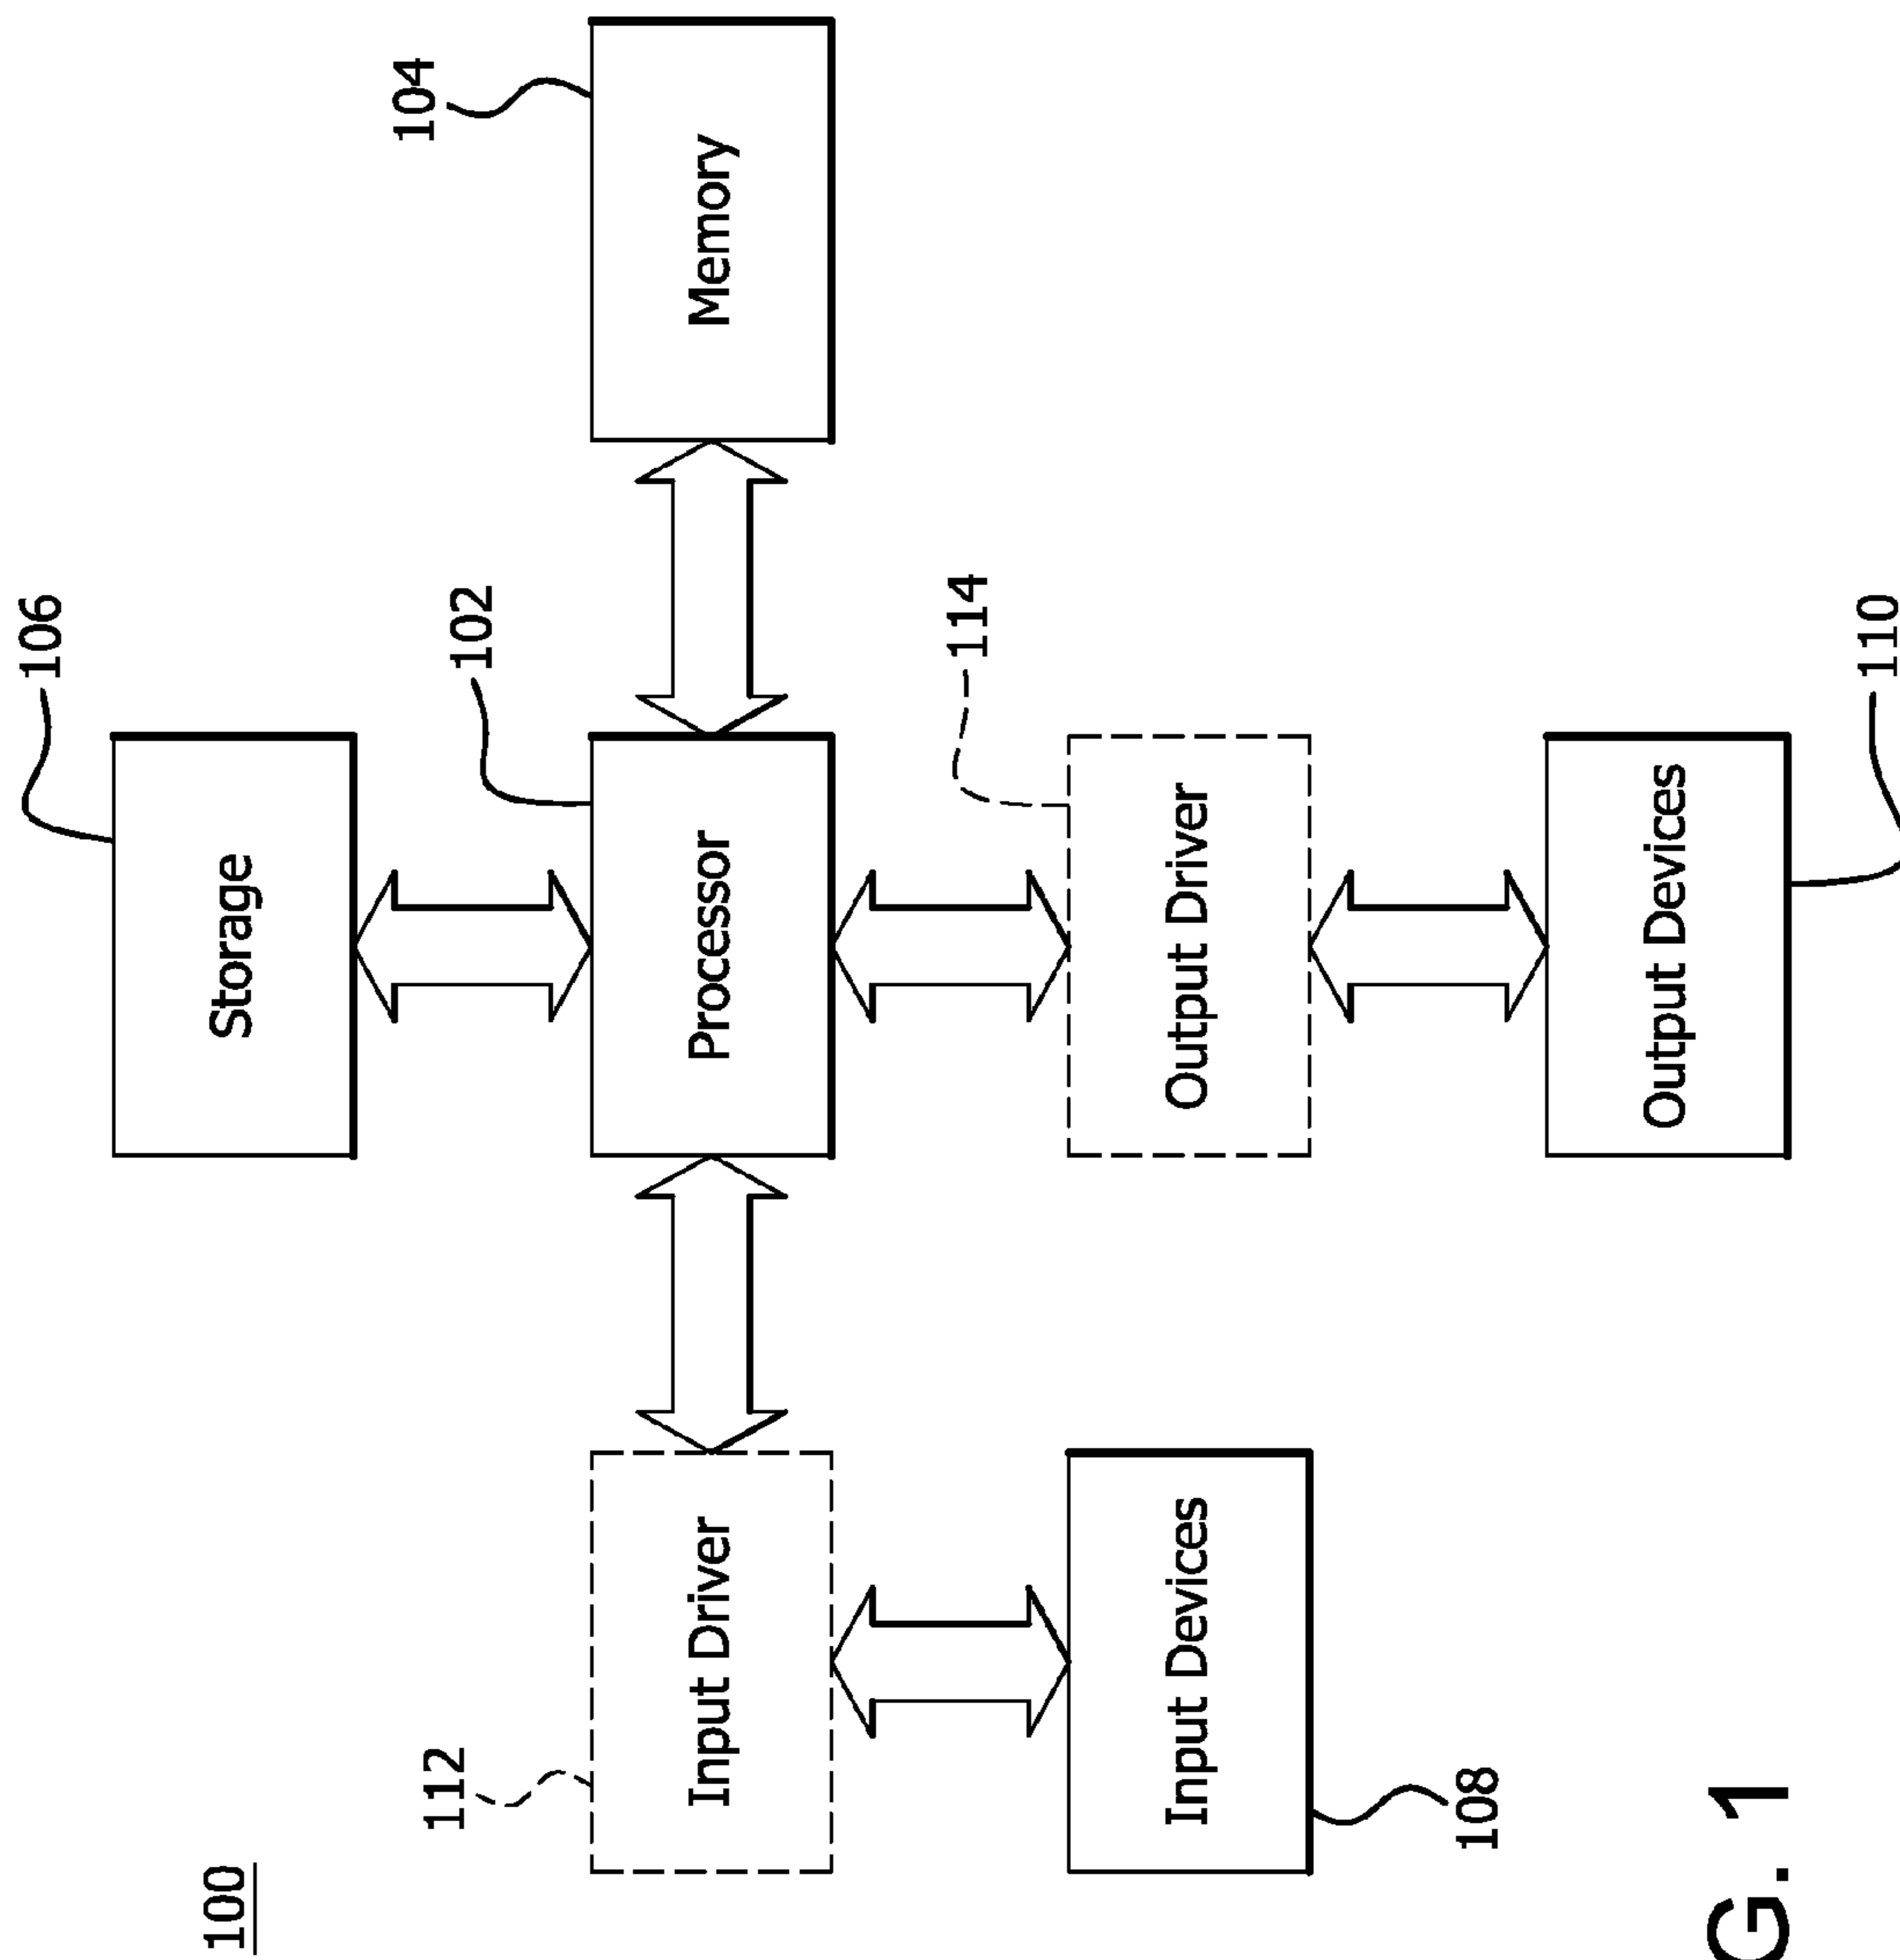 106
100
Storage
112
102
104
Input Driver
Processor
Memory
114
Input Devices
Output Driver
108
Output Devices
G. 1
110